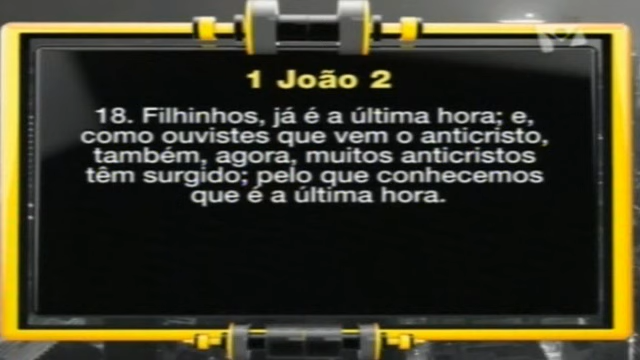 1 João 2
18. Filhinhos, já é a última hora; e,
como ouvistes que vem o anticristo,
também, agora, muitos anticristos
têm surgido; pelo que conhecemos
que é a última hora.